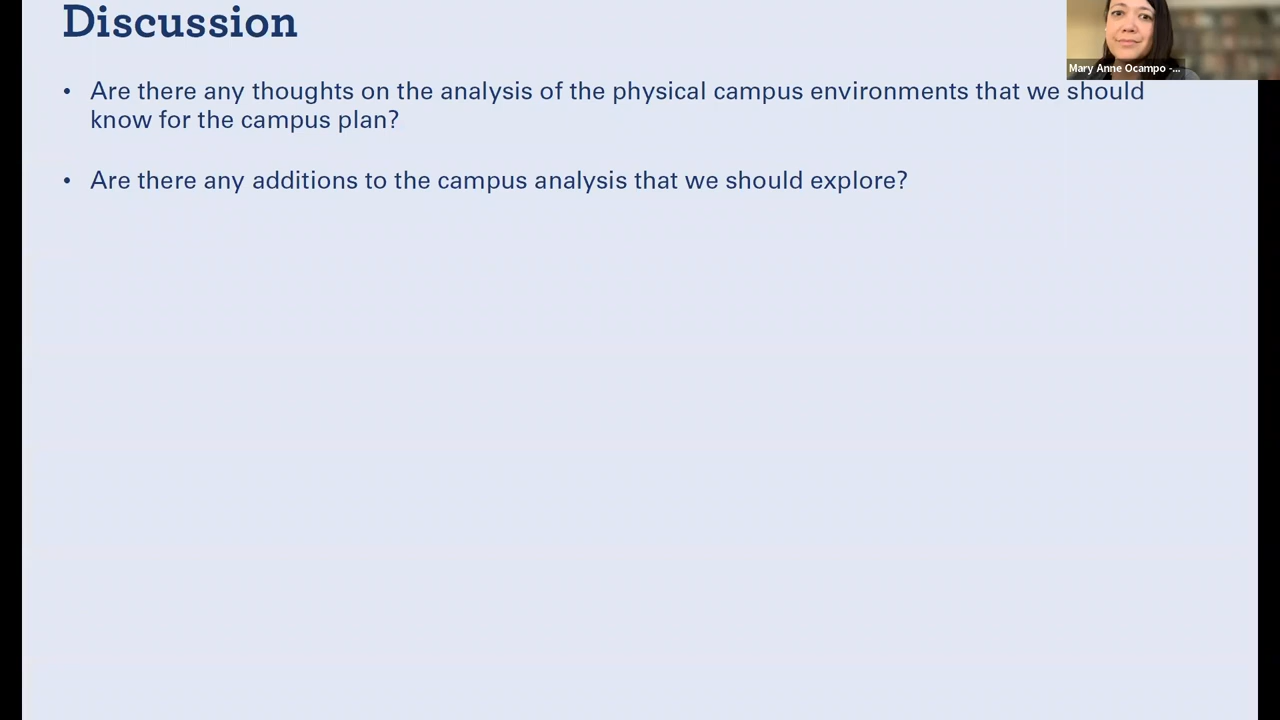 Discussion
Mary Anne Ocampo -...
• Are there any thoughts on the analysis of the physical campus environments that we should
know for the campus plan?
• Are there any additions to the campus analysis that we should explore?